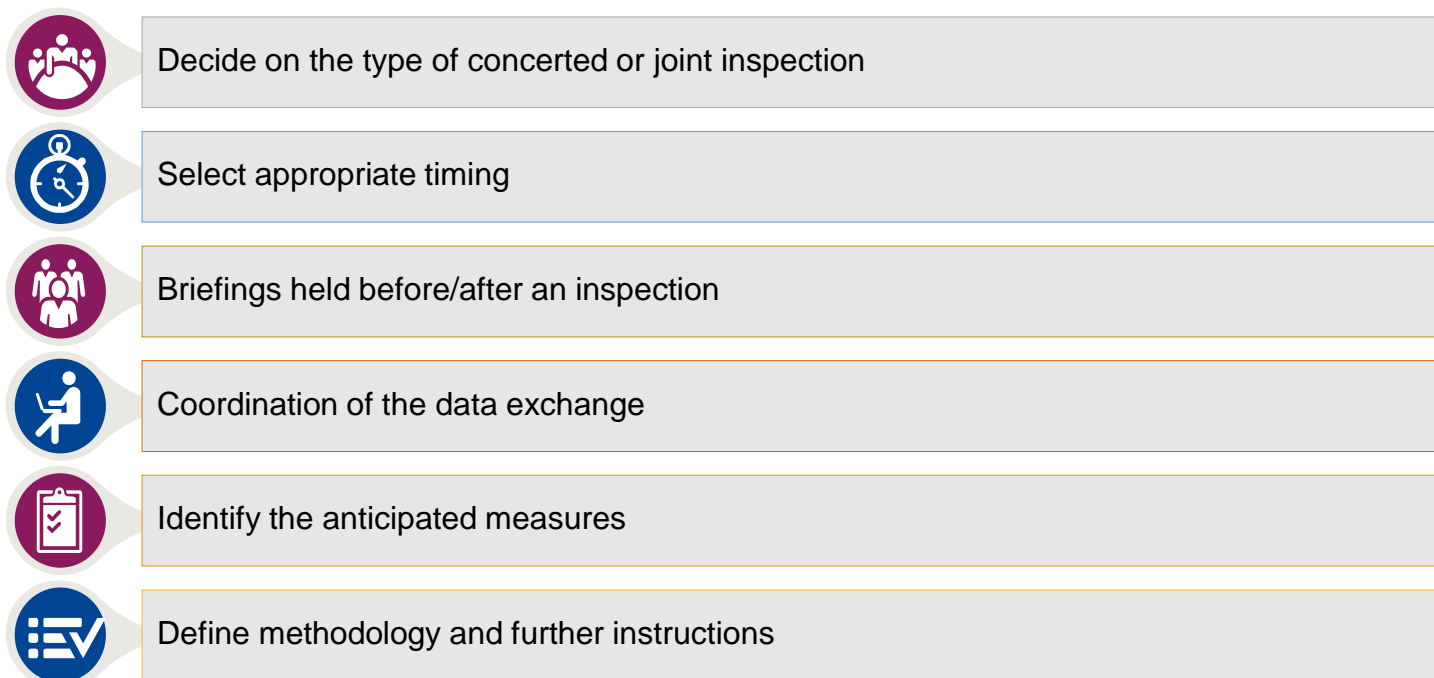 Decide on the type of concerted or joint inspection
Select appropriate timing
Briefings held before/after an inspection
Coordination of the data exchange
Identify the anticipated measures
Define methodology and further instructions